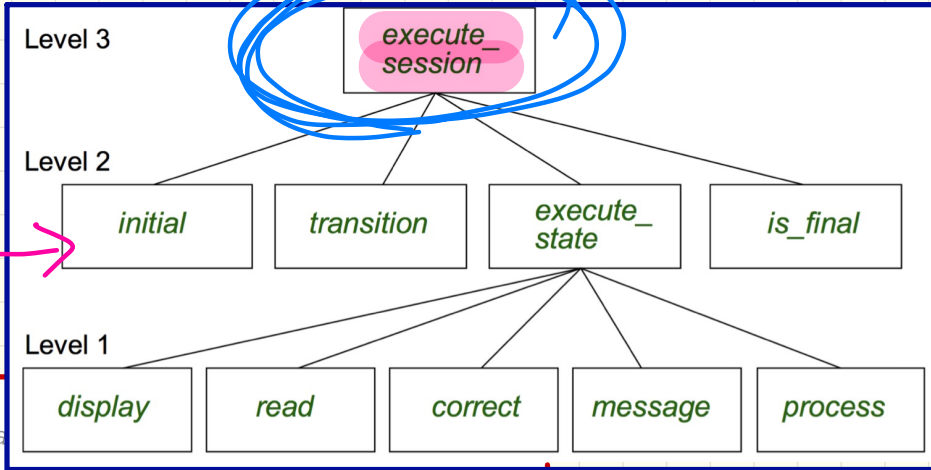 Level 3
execute_
session
Level 2
initial
transition
execute_
state
is_final
Level 1
display
read
correct
message
process